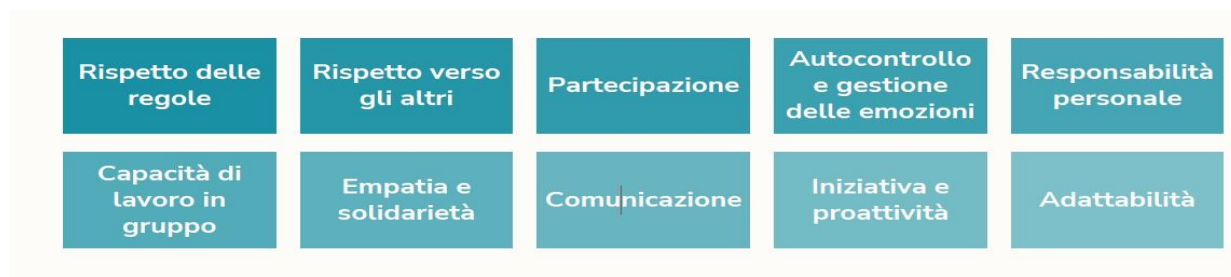 Rispetto delle
regole
Rispetto verso
gli altri
Partecipazione
Autocontrollo
e gestione
delle emozioni
Responsabilità
personale
Capacità di
lavoro in
gruppo
Empatia e
solidarietà
Comunicazione
Iniziativa e
proattività
Adattabilità